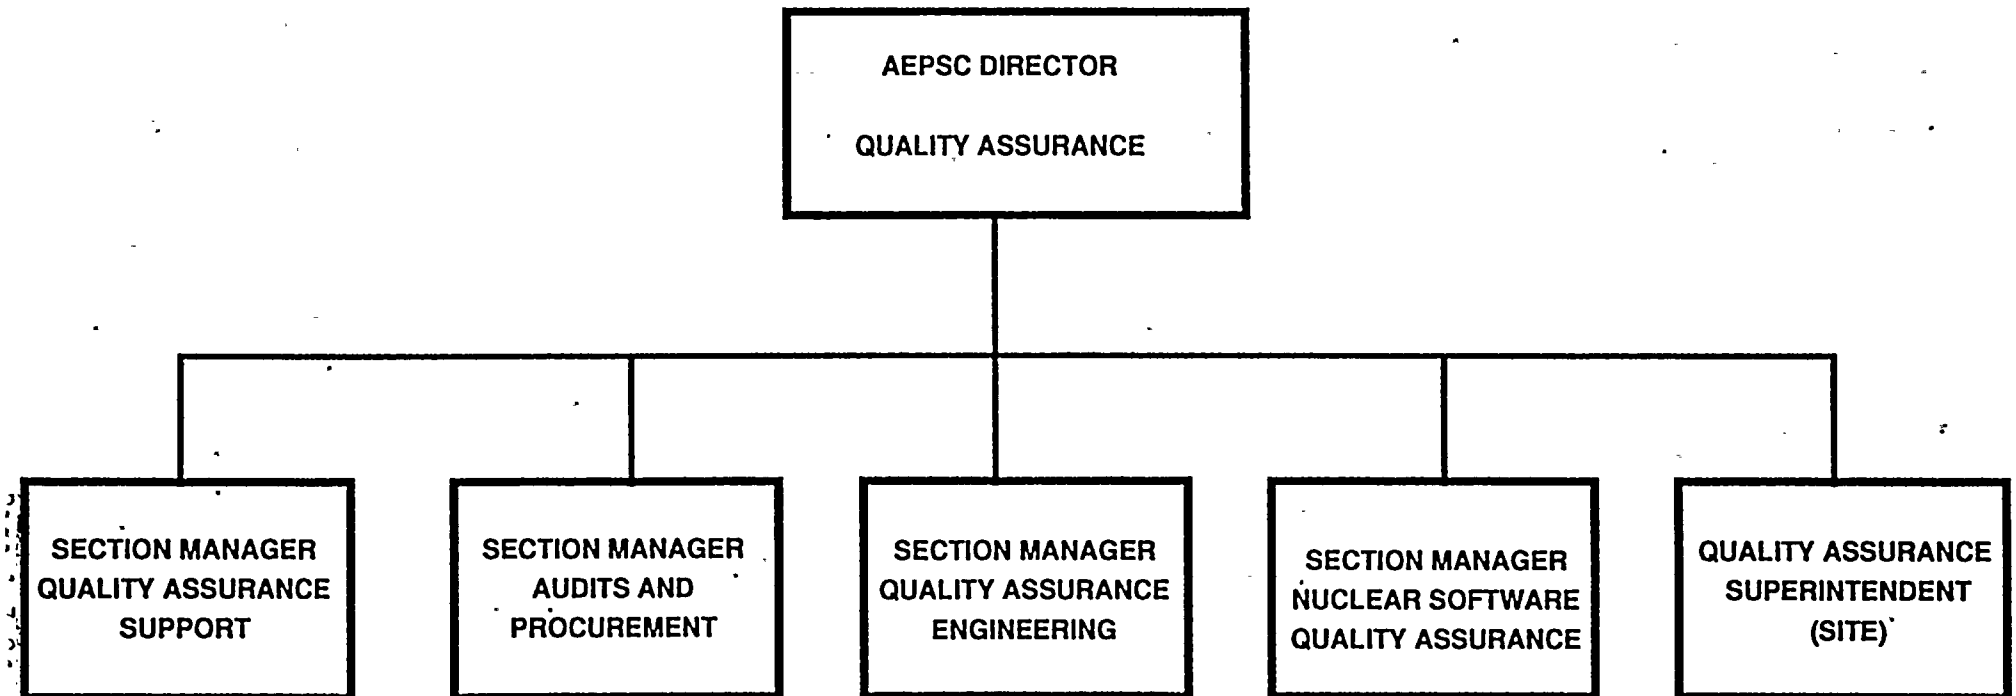 AEPSC DIRECTOR
QUALITY ASSURANCE
SECTION MANAGER
QUALITY ASSURANCE
SUPPORT
SECTION MANAGER
AUDITS AND
PROCUREMENT
SECTION MANAGER
QUALITY ASSURANCE
ENGINEERING
SECTION MANAGER
NUCLEAR SOFTWARE
QUALITY ASSURANCE
QUALITY ASSURANCE
SUPERINTENDENT
(SITE)